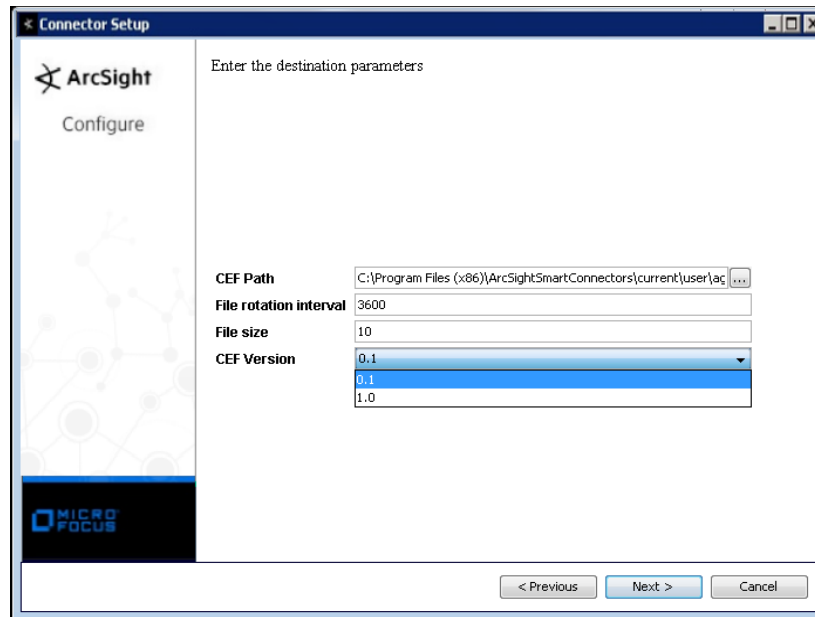 Connector Setup
ArcSight
Configure
Enter the destination parameters
CEF Path C:\Program Files (x86)\ArcSightSmartConnectors\current\user\ag ...
File rotation interval 3600
File size 10
CEF Version 0.1
0.1
1.0
MICRO
FOCUS
< Previous Next > Cancel